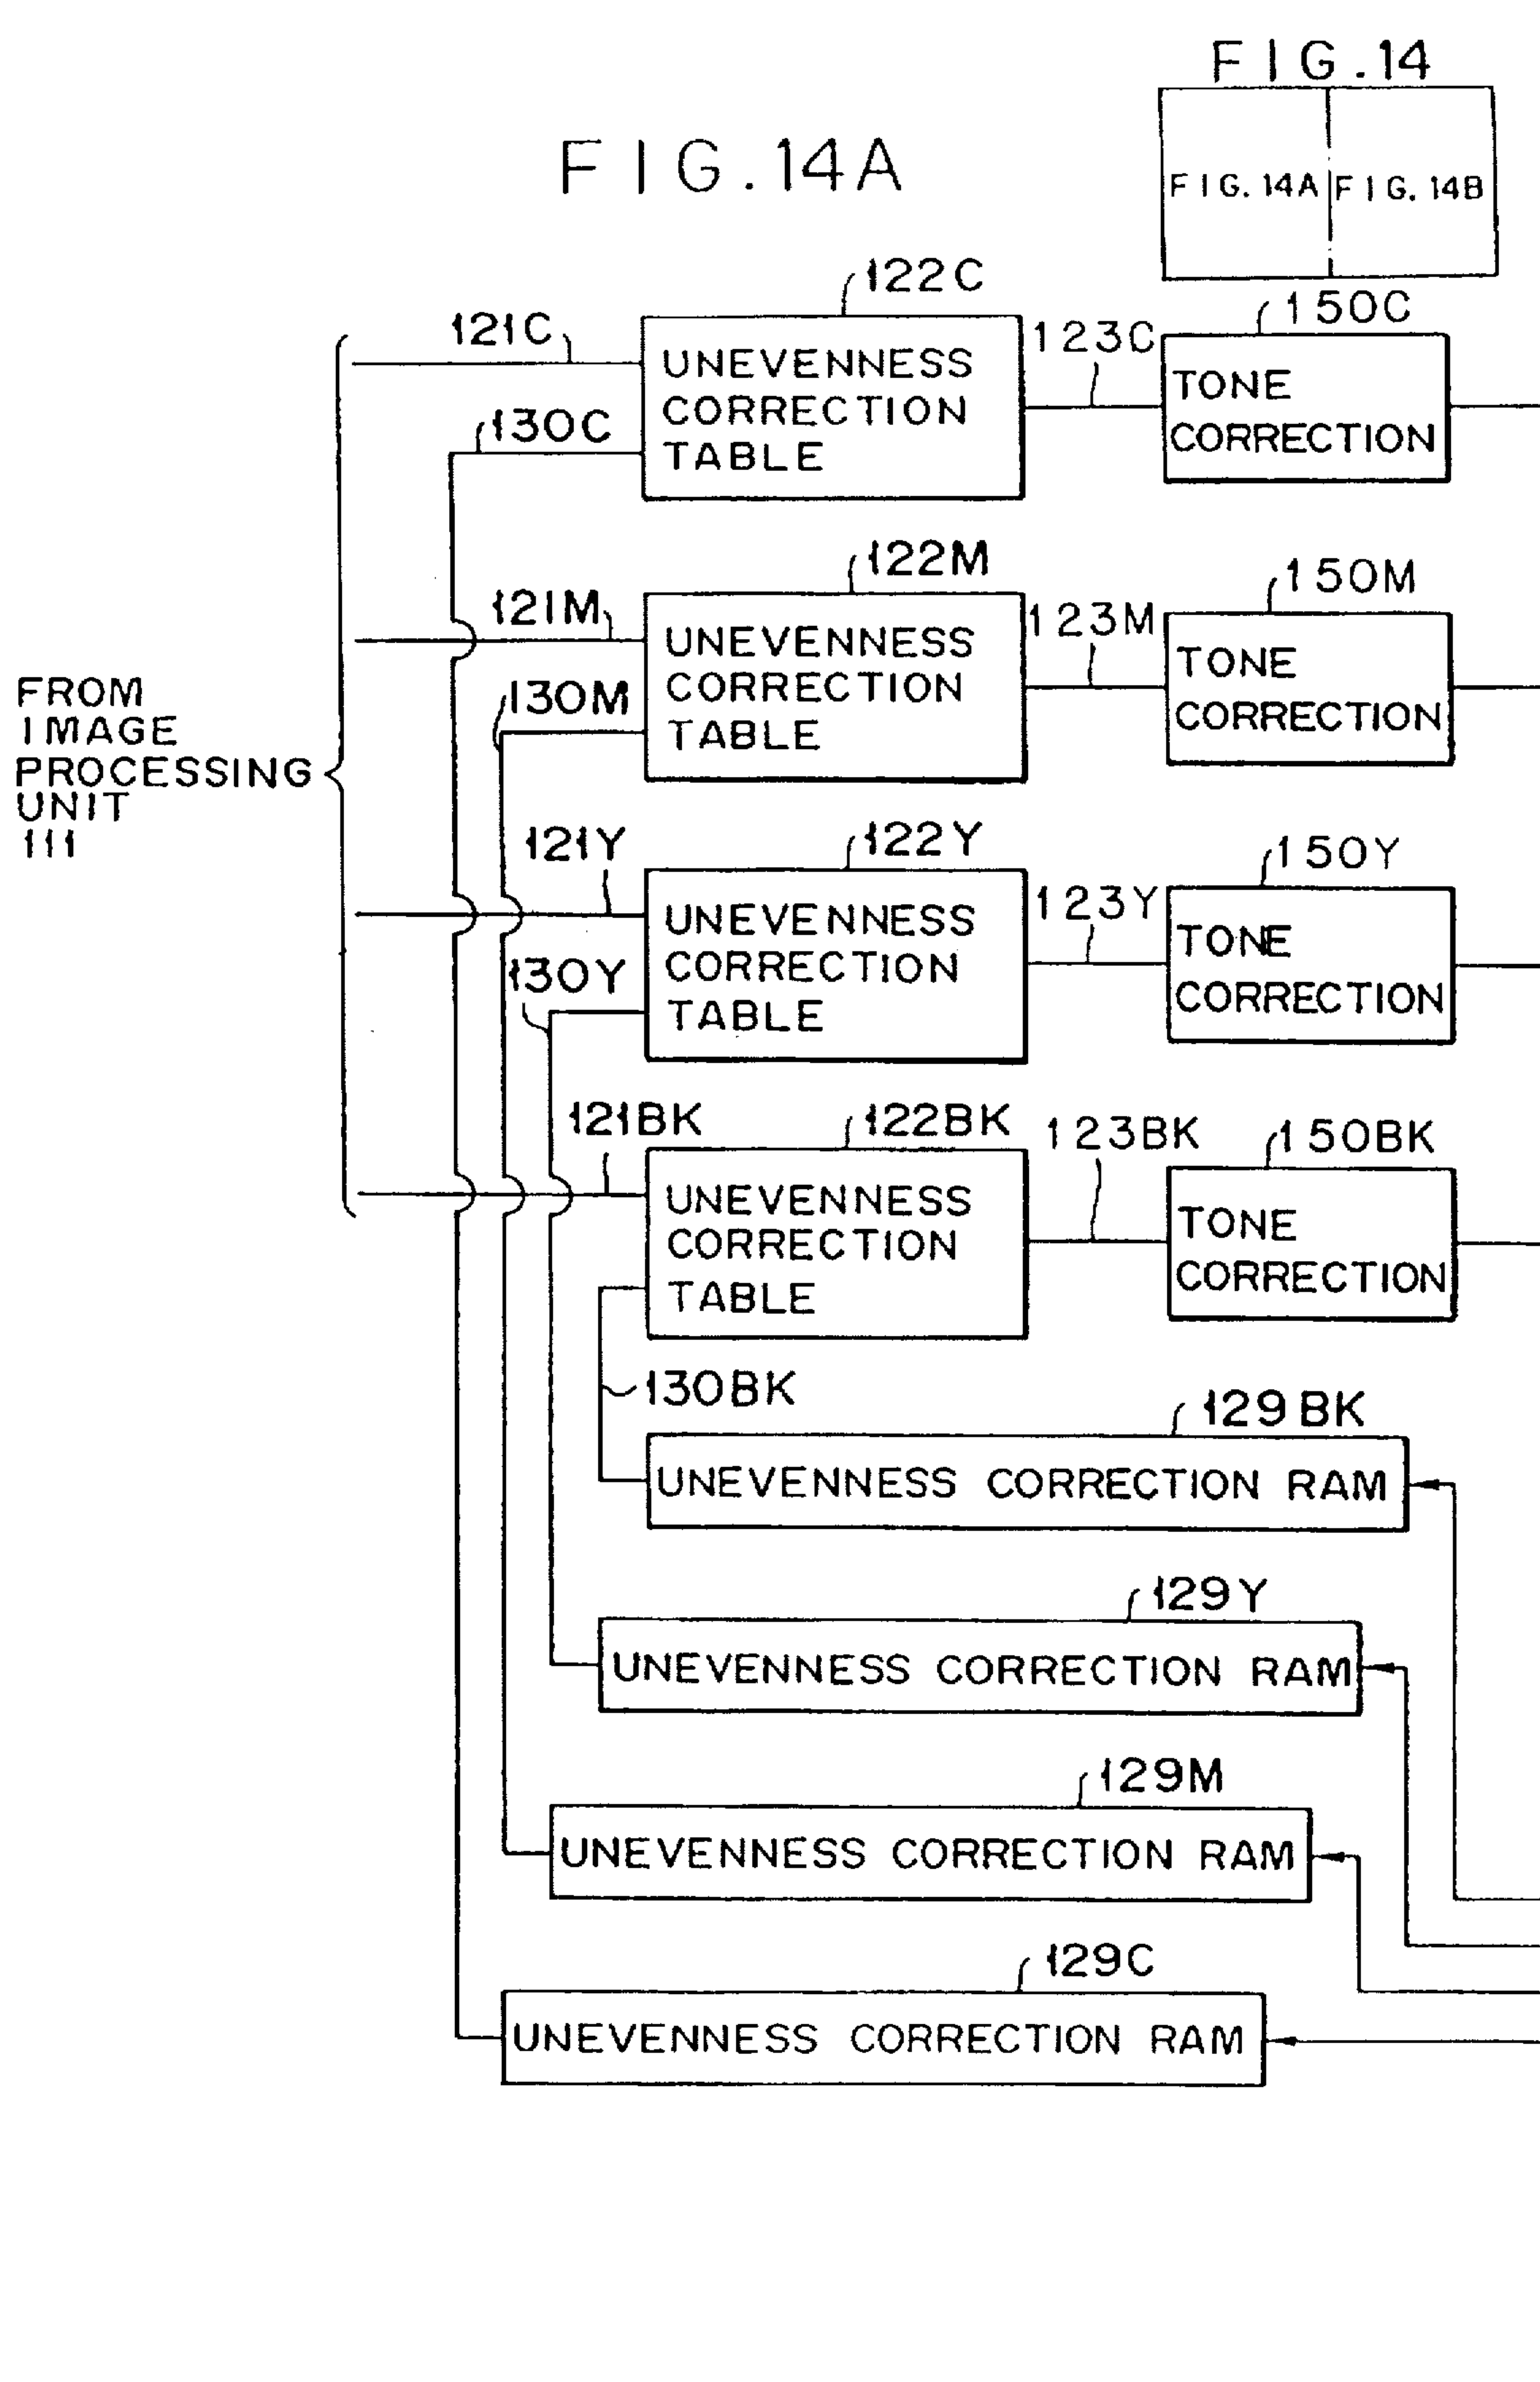 FIG.14
FIG.14A
FIG. 14A
FIG. 14B
122C
150C
121C
123C
UNEVENNESS
CORRECTION
TABLE
TONE
CORRECTION
130C
122M
150M
121M
123M
UNEVENNESS
CORRECTION
TABLE
TONE
CORRECTION
130M
FROM
IMAGE
PROCESSING
UNIT
111
122Y
150Y
121Y
123Y
UNEVENNESS
CORRECTION
TABLE
TONE
CORRECTION
130Y
121BK
122BK
123BK
150BK
UNEVENNESS
CORRECTION
TABLE
TONE
CORRECTION
130BK
129BK
UNEVENNESS CORRECTION RAM
129Y
UNEVENNESS CORRECTION RAM
129M
UNEVENNESS CORRECTION RAM
129C
UNEVENNESS CORRECTION RAM